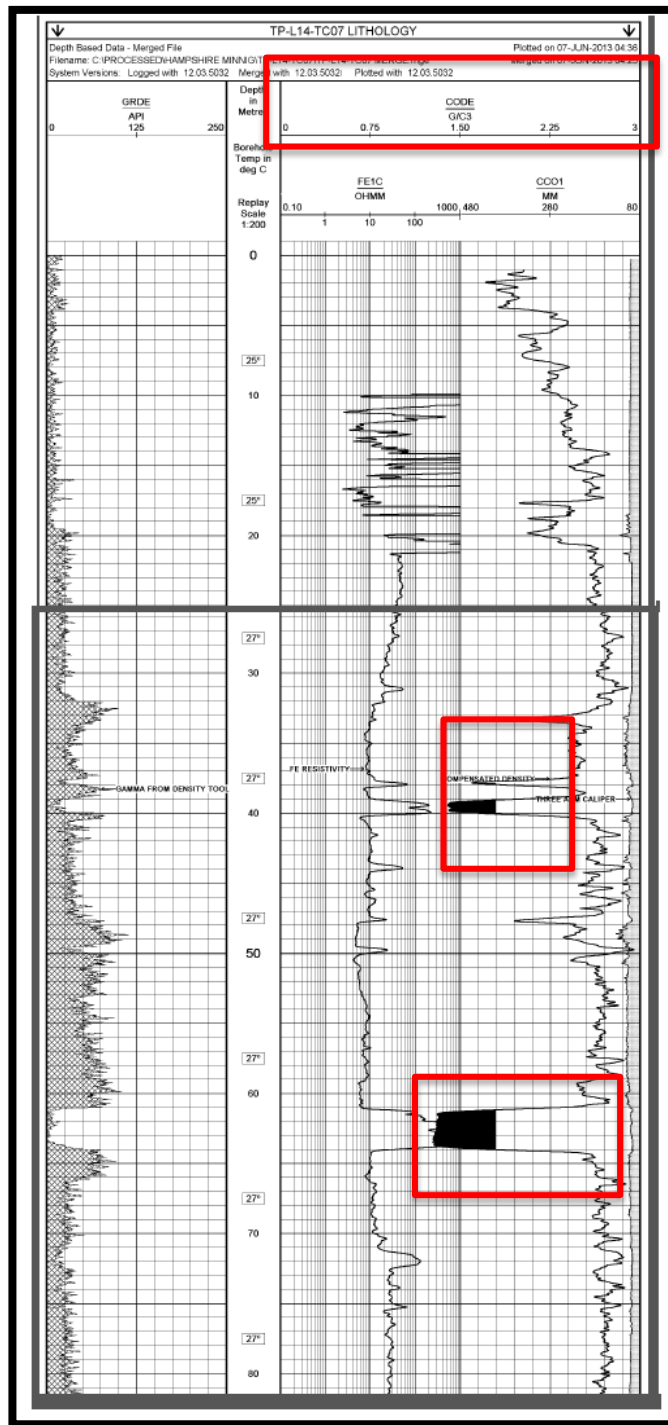 TP-L14-TC07 LITHOLOGY
Depth Based Data - Merged File Plotted on 07-JUN-2013 04:36
Filename: C:\PROCESSED\HAMPSHIRE MINNIG\
System Versions: Logged with 12.03.5032 Merged with 12.03.5032 Plotted with 12.03.5032
GRDE
API
0 125 250
Depth
in
Metre
Borehole
Temp in
deg C
Replay
Scale
1:200
CODE
G/C3
0 0.75 1.50 2.25 3
FE1C
OHMM
0.10 1 10 100 1000
CO01
MM
480 280 80
0
25°
10
25°
20
27°
30
FE RESISTIVITY
27° OMPENSATED DENSITY
GAMMA FROM DENSITY TOOL
THREE ARM CALIPER
40
27°
50
27°
60
27°
70
27°
80